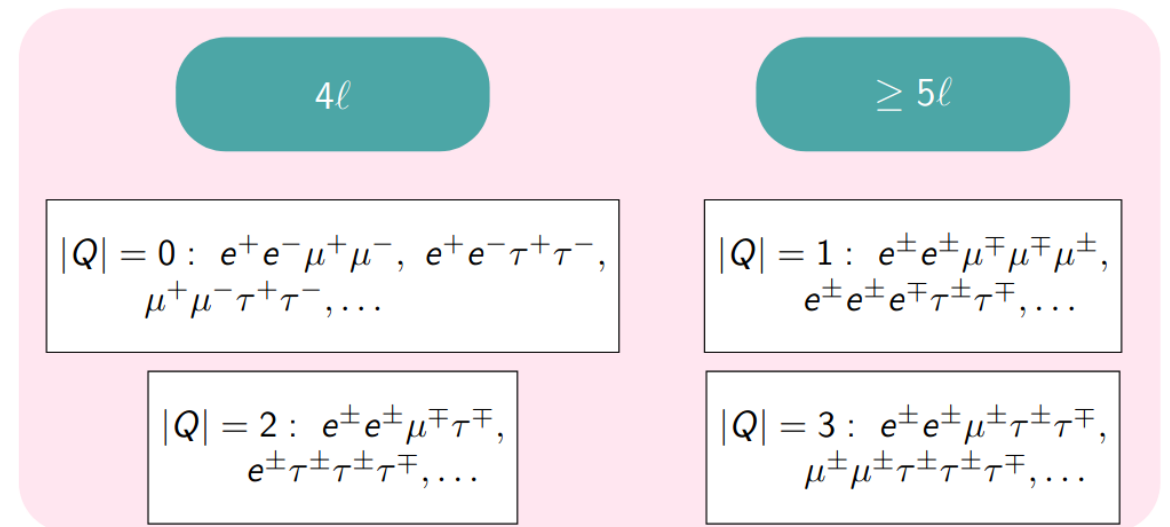 4ℓ
≥ 5ℓ
|Q| = 0 : e⁺e⁻μ⁺μ⁻, e⁺e⁻τ⁺τ⁻,
μ⁺μ⁻τ⁺τ⁻, . . .
|Q| = 1 : e^±e^±μ^∓μ^∓μ^±,
e^±e^±e^∓τ^±τ^∓, . . .
|Q| = 2 : e^±e^±μ^∓τ^∓,
e^±τ^±τ^±τ^∓, . . .
|Q| = 3 : e^±e^±μ^±τ^±τ^∓,
μ^±μ^±τ^±τ^±τ^∓, . . .